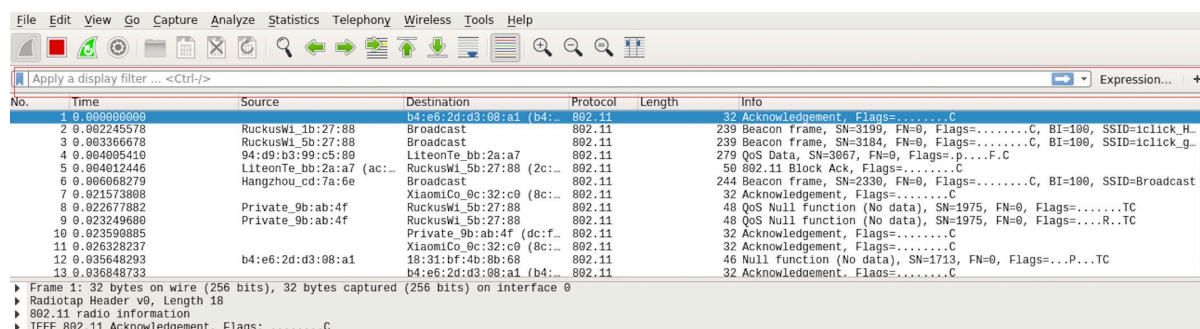 File Edit View Go Capture Analyze Statistics Telephony Wireless Tools Help
Apply a display filter ... <Ctrl-/> Expression... +
No. Time Source Destination Protocol Length Info
1 0.000000000 b4:e6:2d:d3:08:a1 (b4:… 802.11 32 Acknowledgement, Flags=........C
2 0.002245578 RuckusWi_1b:27:88 Broadcast 802.11 239 Beacon frame, SN=3199, FN=0, Flags=........C, BI=100, SSID=iclick_H…
3 0.003366678 RuckusWi_5b:27:88 Broadcast 802.11 239 Beacon frame, SN=3184, FN=0, Flags=........C, BI=100, SSID=iclick_g…
4 0.004005410 94:d9:b3:99:c5:80 LiteonTe_bb:2a:a7 802.11 279 QoS Data, SN=3067, FN=0, Flags=.p....F.C
5 0.004012446 LiteonTe_bb:2a:a7 (ac:… RuckusWi_5b:27:88 (2c:… 802.11 50 802.11 Block Ack, Flags=........C
6 0.006068279 Hangzhou_cd:7a:6e Broadcast 802.11 244 Beacon frame, SN=2330, FN=0, Flags=........C, BI=100, SSID=Broadcast
7 0.021573808 XiaomiCo_0c:32:c0 (8c:… 802.11 32 Acknowledgement, Flags=........C
8 0.022677882 Private_9b:ab:4f RuckusWi_5b:27:88 802.11 48 QoS Null function (No data), SN=1975, FN=0, Flags=.......TC
9 0.023249680 Private_9b:ab:4f RuckusWi_5b:27:88 802.11 48 QoS Null function (No data), SN=1975, FN=0, Flags=....R..TC
10 0.023590885 Private_9b:ab:4f (dc:f… 802.11 32 Acknowledgement, Flags=........C
11 0.026328237 XiaomiCo_0c:32:c0 (8c:… 802.11 32 Acknowledgement, Flags=........C
12 0.035648293 b4:e6:2d:d3:08:a1 18:31:bf:4b:8b:68 802.11 46 Null function (No data), SN=1713, FN=0, Flags=...P...TC
13 0.036848733 b4:e6:2d:d3:08:a1 (b4:… 802.11 32 Acknowledgement, Flags=........C
Frame 1: 32 bytes on wire (256 bits), 32 bytes captured (256 bits) on interface 0
Radiotap Header v0, Length 18
802.11 radio information
IEEE 802.11 Acknowledgement, Flags: ........C